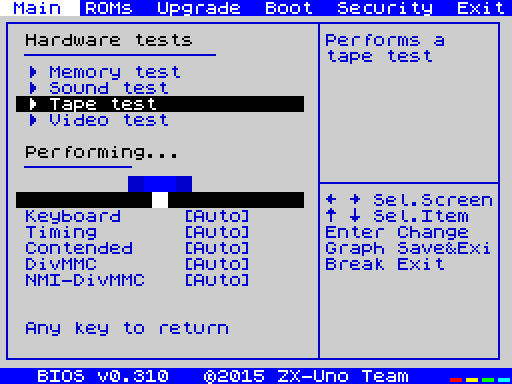 Main ROMs Upgrade Boot Security Exit
Hardware tests
Memory test
Sound test
Tape test
Video test
Performing...
Keyboard [Auto]
Timing [Auto]
Contended [Auto]
DivMMC [Auto]
NMI-DivMMC [Auto]
Any key to return
Performs a
tape test
← → Sel.Screen
↑ ↓ Sel.Item
Enter Change
Graph Save&Exi
Break Exit
BIOS v0.310 ©2015 ZX-Uno Team